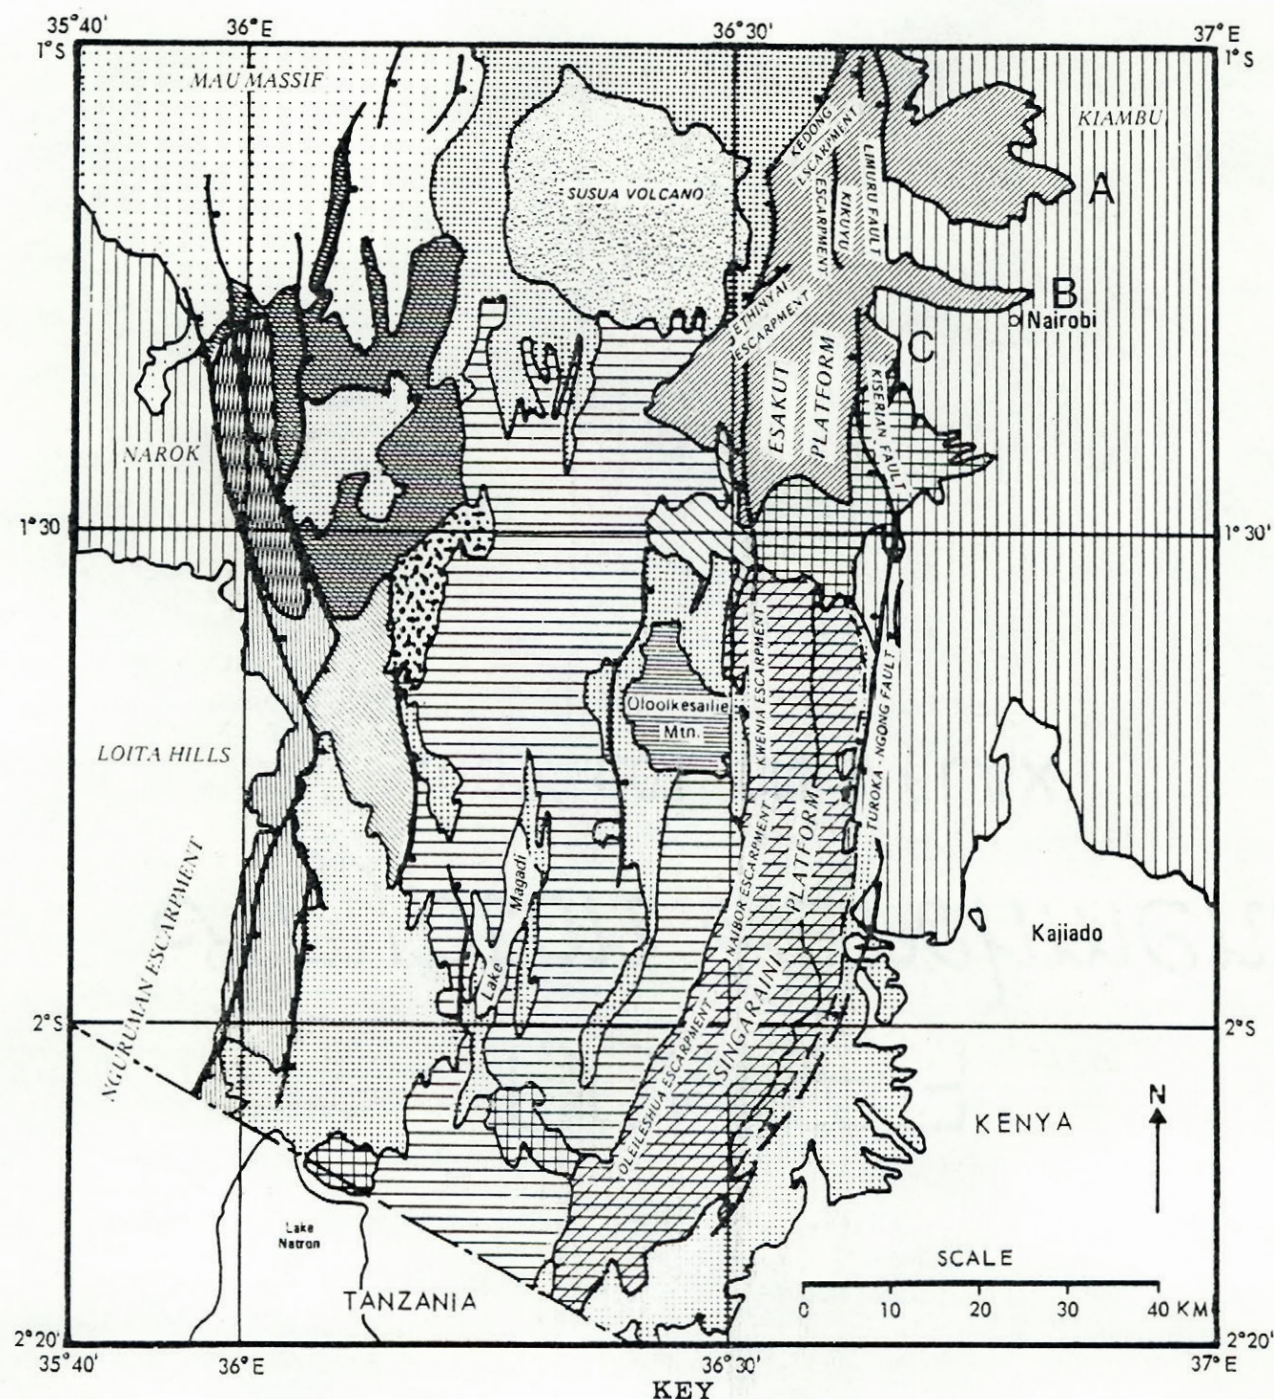 35°40'
36°E
36°30'
37°E
1°S
1°S
MAU MASSIF
KIAMBU
KEDONG
ESCARPMENT
LIMURU FAULT
KIKUYU
ESCARPMENT
SUSUA VOLCANO
A
B
Nairobi
ETHINYAI
ESCARPMENT
C
ESAKUT
PLATFORM
KISERIAN FAULT
NAROK
1°30'
1°30'
KWENIA ESCARPMENT
Oloolkesailie
Mtn.
TUROKA - NGONG FAULT
LOITA HILLS
NGURUMAN ESCARPMENT
Magadi
Lake
NAIBOR ESCARPMENT
SINGARAINI
PLATFORM
OLEILESHUA ESCARPMENT
Kajiado
2°S
2°S
KENYA
N
Lake
Natron
TANZANIA
SCALE
0 10 20 30 40 KM
2°20'
2°20'
35°40'
36°E
36°30'
37°E
KEY